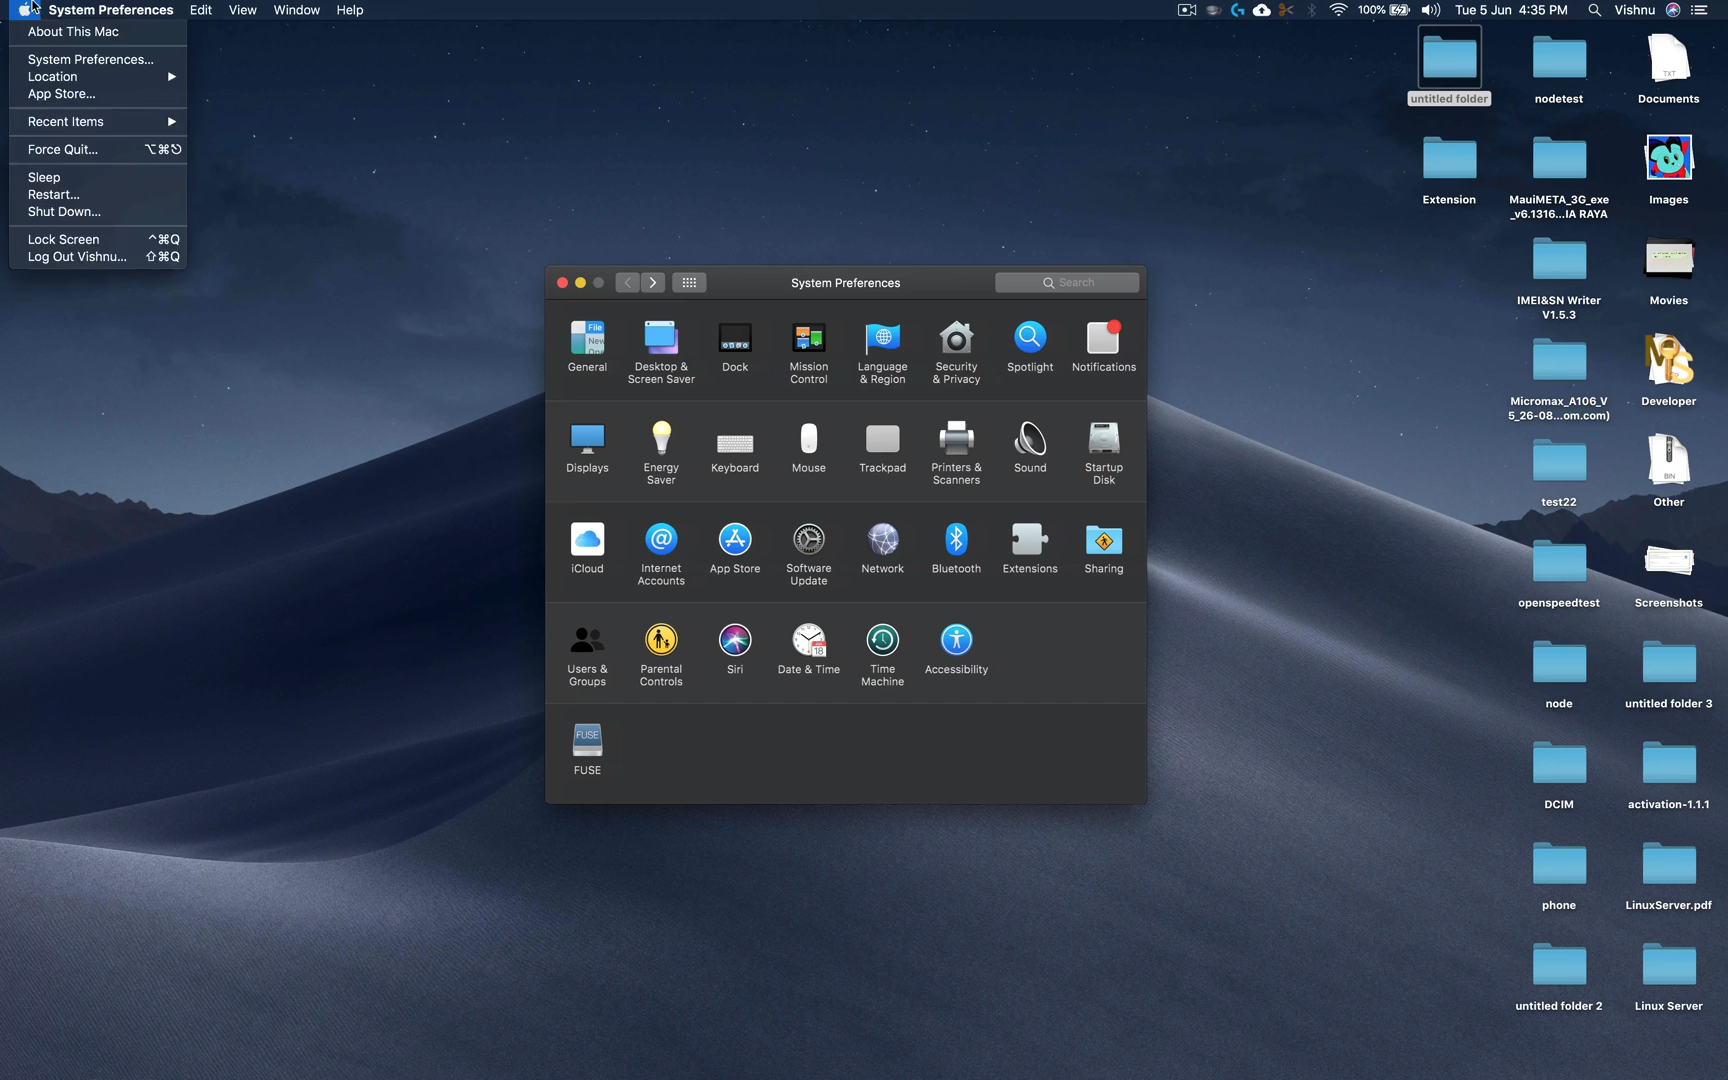 System Preferences Edit View Window Help
100% Tue 5 Jun 4:35 PM Vishnu
About This Mac
System Preferences...
Location ▶
App Store...
Recent Items ▶
Force Quit... ⌥⌘⎋
Sleep
Restart...
Shut Down...
Lock Screen ^⌘Q
Log Out Vishnu... ⇧⌘Q
System Preferences
Search
File
New
General
Desktop &
Screen Saver
Dock
Mission
Control
Language
& Region
Security
& Privacy
Spotlight
Notifications
Displays
Energy
Saver
Keyboard
Mouse
Trackpad
Printers &
Scanners
Sound
Startup
Disk
iCloud
Internet
Accounts
App Store
Software
Update
Network
Bluetooth
Extensions
Sharing
Users &
Groups
Parental
Controls
Siri
18
Date & Time
Time
Machine
Accessibility
FUSE
FUSE
untitled folder
nodetest
TXT
Documents
Extension
MauiMETA_3G_exe
_v6.1316...IA RAYA
Images
IMEI&SN Writer
V1.5.3
Movies
Micromax_A106_V
5_26-08...om.com)
Developer
test22
BIN
Other
openspeedtest
Screenshots
node
untitled folder 3
DCIM
activation-1.1.1
phone
LinuxServer.pdf
untitled folder 2
Linux Server